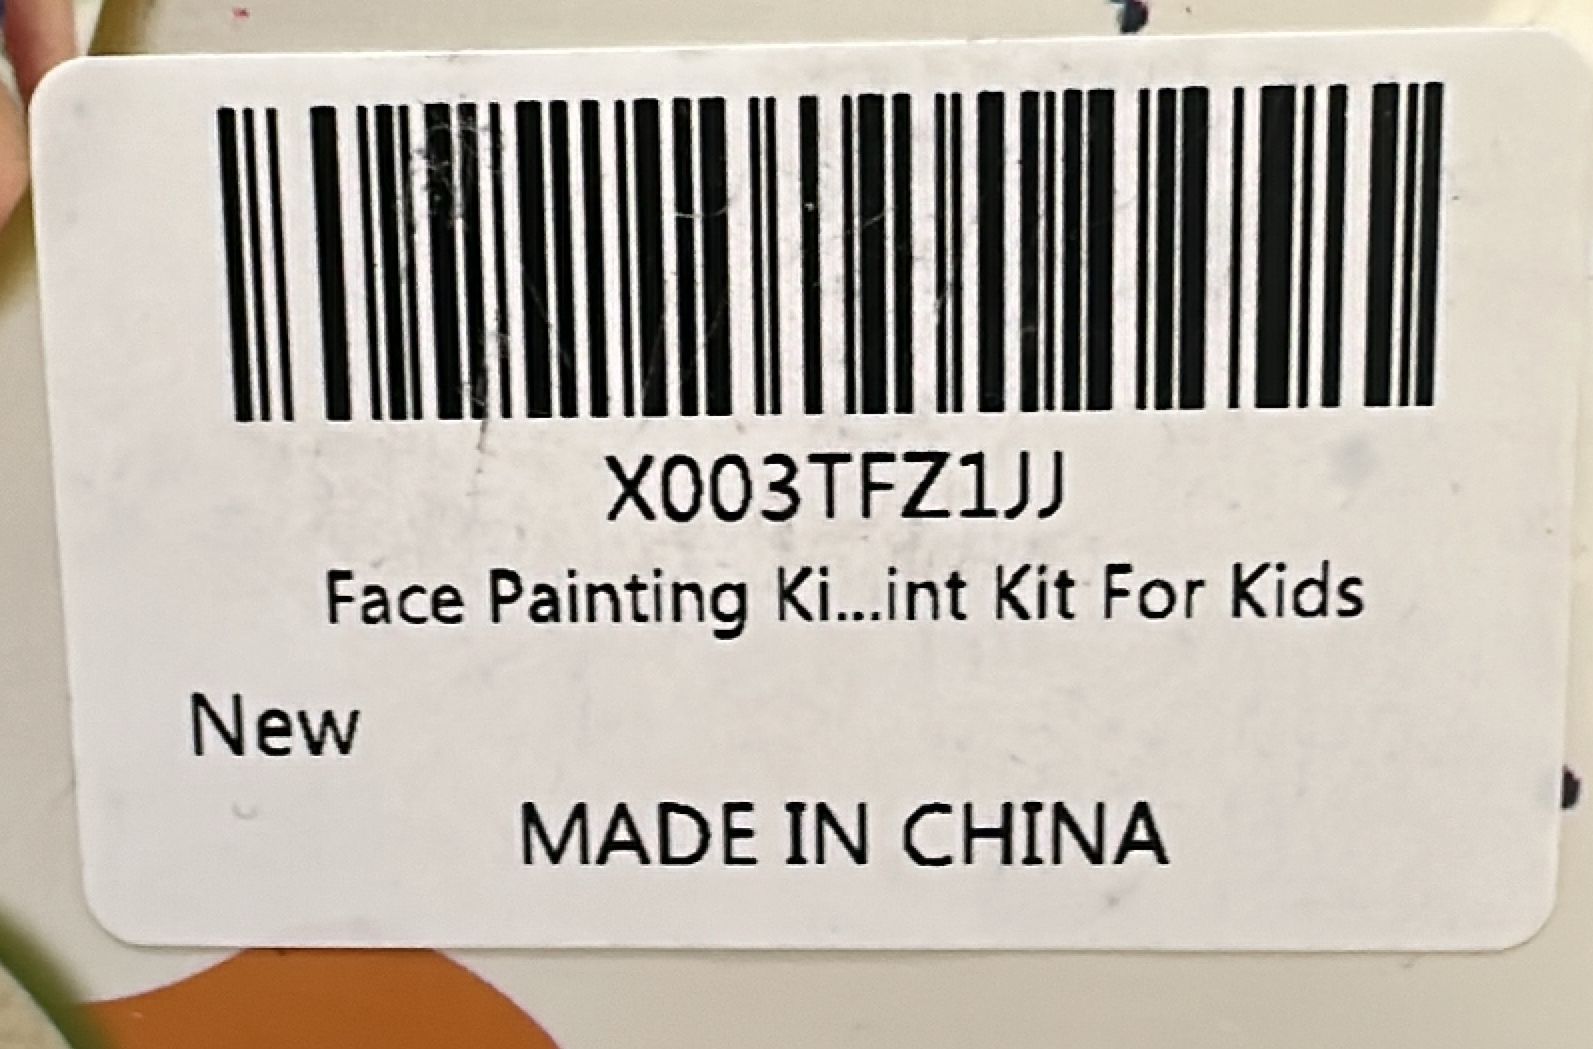 X003TFZ1JJ
Face Painting Ki...int Kit For Kids
New
MADE IN CHINA